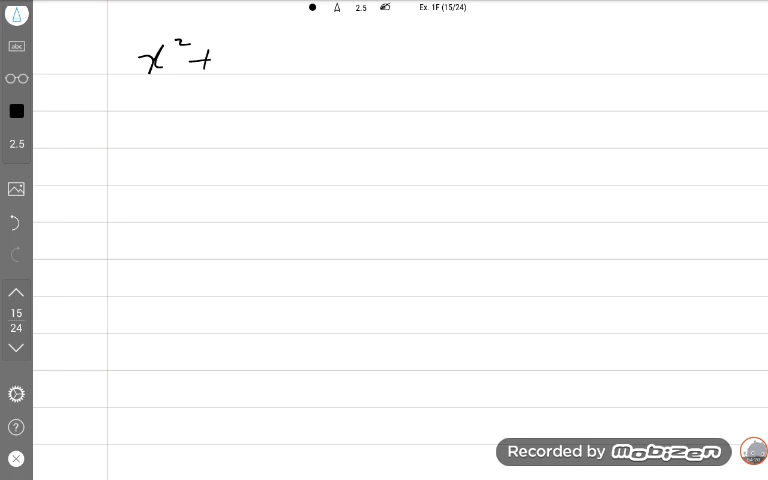 2.5 Ex. 1F (15/24)
x² +
abc
2.5
15
24
?
Recorded by mobizen